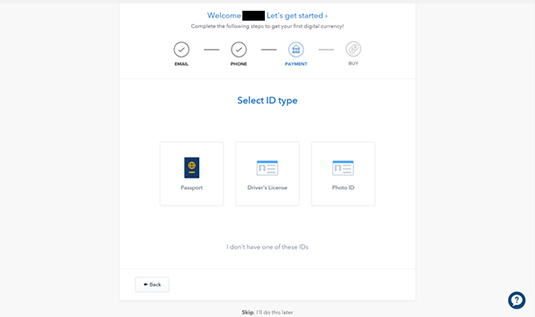 Welcome Let's get started ›
Complete the following steps to get your first digital currency!
EMAIL
PHONE
PAYMENT
BUY
Select ID type
Passport
Driver's License
Photo ID
I don't have one of these IDs
Back
?
Skip, I'll do this later